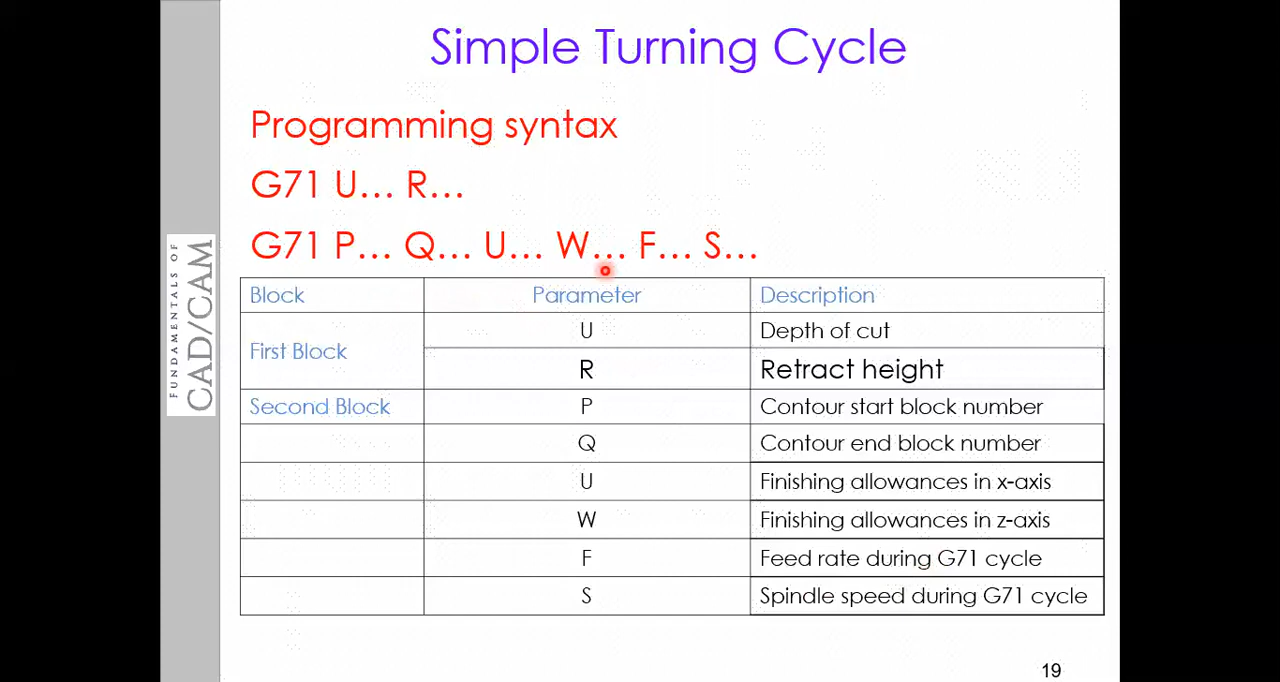 Simple Turning Cycle
Programming syntax
G71 U... R...
G71 P... Q... U... W... F... S...
Block Parameter Description
First Block U Depth of cut
R Retract height
Second Block P Contour start block number
Q Contour end block number
U Finishing allowances in x-axis
W Finishing allowances in z-axis
F Feed rate during G71 cycle
S Spindle speed during G71 cycle
FUNDAMENTALS OF
CAD/CAM
19